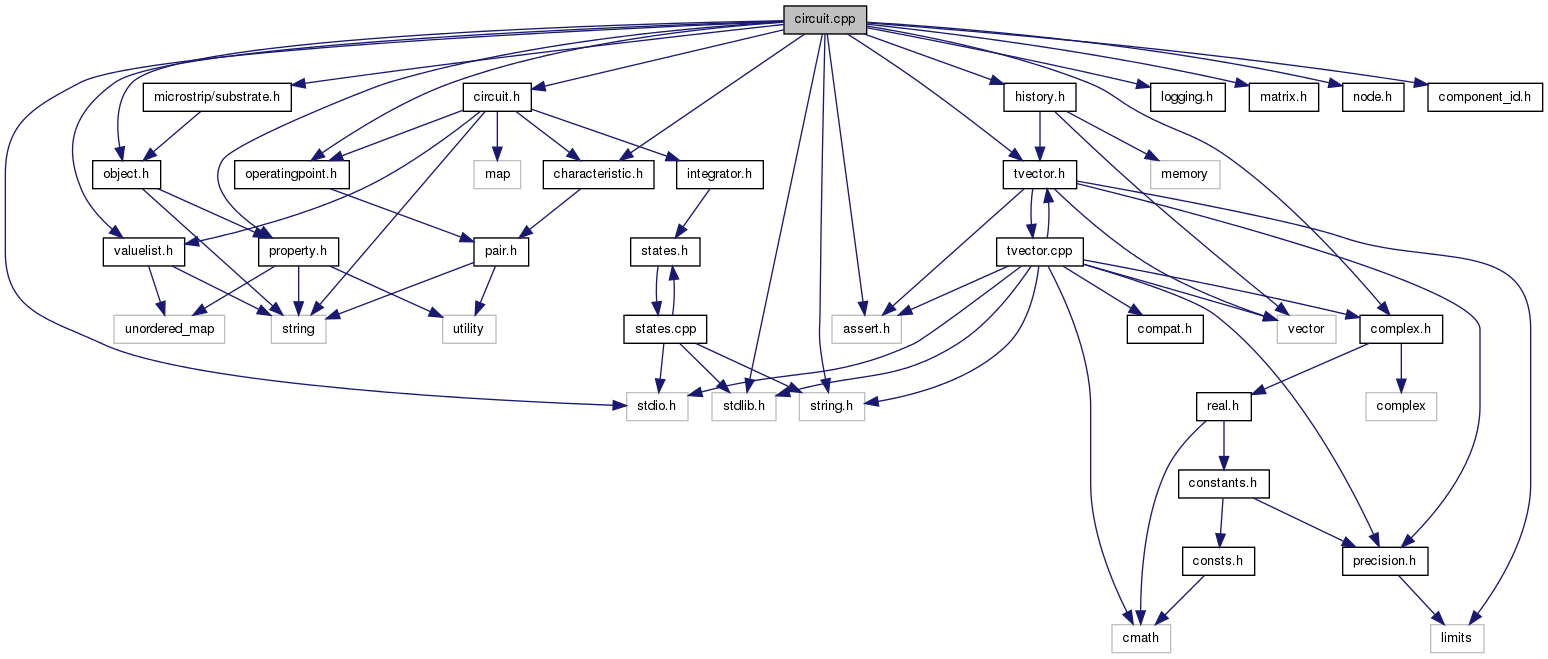 circuit.cpp
microstrip/substrate.h
circuit.h
history.h
logging.h
matrix.h
node.h
component_id.h
object.h
operatingpoint.h
map
characteristic.h
integrator.h
tvector.h
memory
valuelist.h
property.h
pair.h
states.h
tvector.cpp
unordered_map
string
utility
states.cpp
assert.h
compat.h
vector
complex.h
stdio.h
stdlib.h
string.h
real.h
complex
constants.h
consts.h
precision.h
cmath
limits